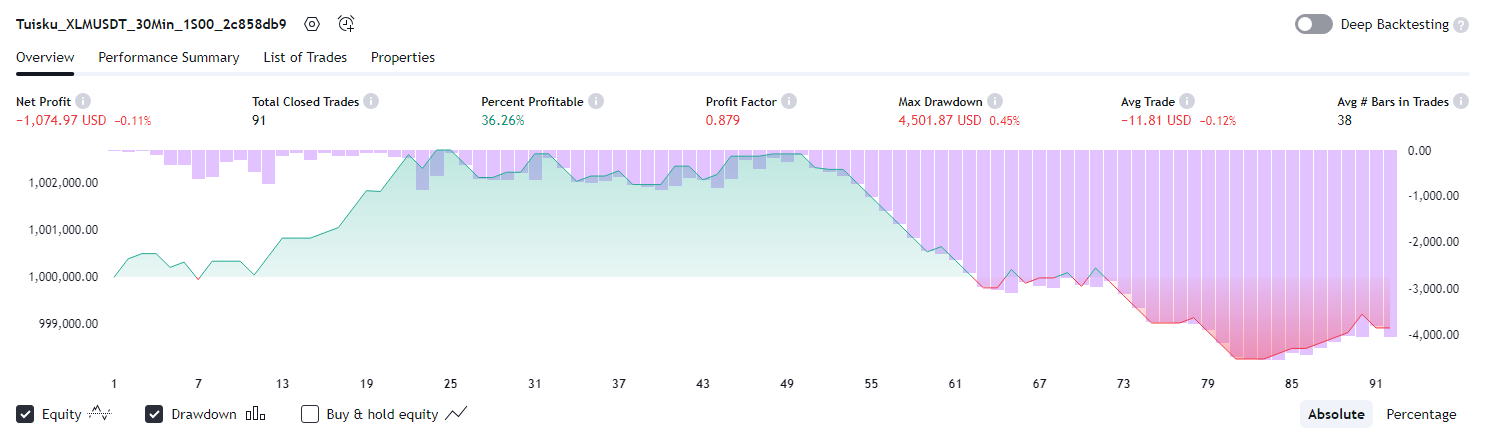 Tuisku_XLMUSDT_30Min_1S00_2c858db9 Deep Backtesting ?
Overview Performance Summary List of Trades Properties
Net Profit i Total Closed Trades i Percent Profitable i Profit Factor i Max Drawdown i Avg Trade i Avg # Bars in Trades i
−1,074.97 USD −0.11% 91 36.26% 0.879 4,501.87 USD 0.45% −11.81 USD −0.12% 38
0.00
1,002,000.00
-1,000.00
1,001,000.00
-2,000.00
1,000,000.00
-3,000.00
999,000.00
-4,000.00
1 7 13 19 25 31 37 43 49 55 61 67 73 79 85 91
Equity Drawdown Buy & hold equity Absolute Percentage